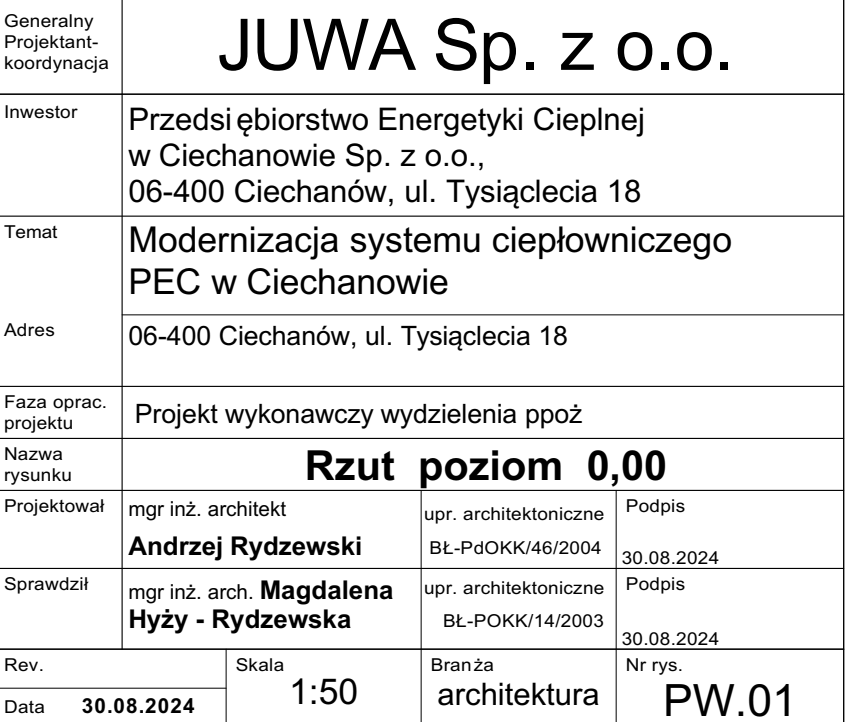 Generalny
Projektant-
koordynacja
JUWA Sp. z o.o.
Inwestor
Przedsiębiorstwo Energetyki Cieplnej
w Ciechanowie Sp. z o.o.,
06-400 Ciechanów, ul. Tysiąclecia 18
Temat
Modernizacja systemu ciepłowniczego
PEC w Ciechanowie
Adres
06-400 Ciechanów, ul. Tysiąclecia 18
Faza oprac.
projektu
Projekt wykonawczy wydzielenia ppoż
Nazwa
rysunku
Rzut poziom 0,00
Projektował
mgr inż. architekt
Andrzej Rydzewski
upr. architektoniczne
BŁ-PdOKK/46/2004
Podpis
30.08.2024
Sprawdził
mgr inż. arch. Magdalena
Hyży - Rydzewska
upr. architektoniczne
BŁ-POKK/14/2003
Podpis
30.08.2024
Rev.
Data 30.08.2024
Skala
1:50
Branża
architektura
Nr rys.
PW.01